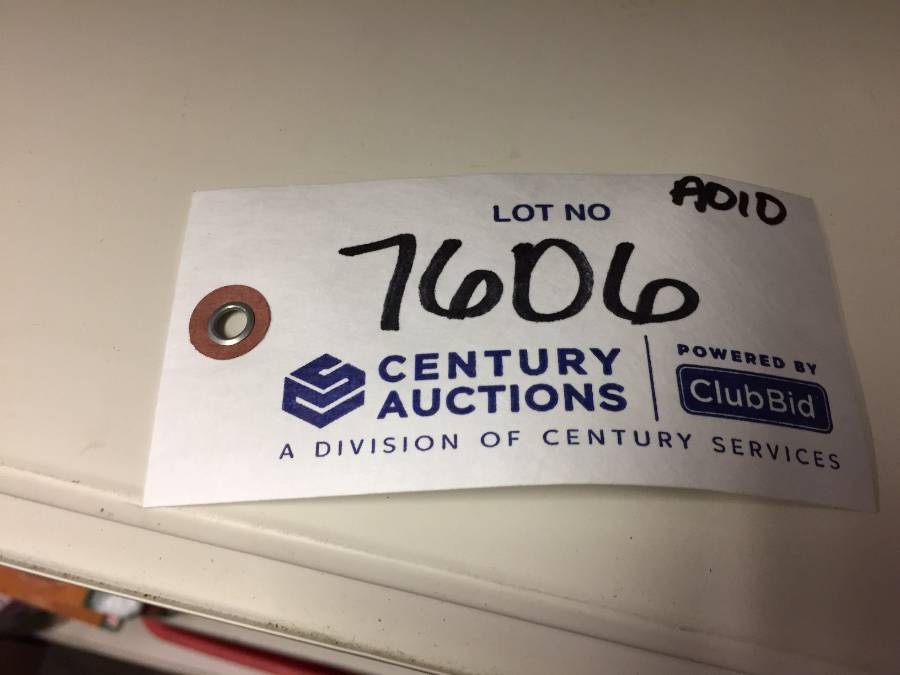 A010
LOT NO
7606
CENTURY
AUCTIONS
POWERED BY
ClubBid
A DIVISION OF CENTURY SERVICES